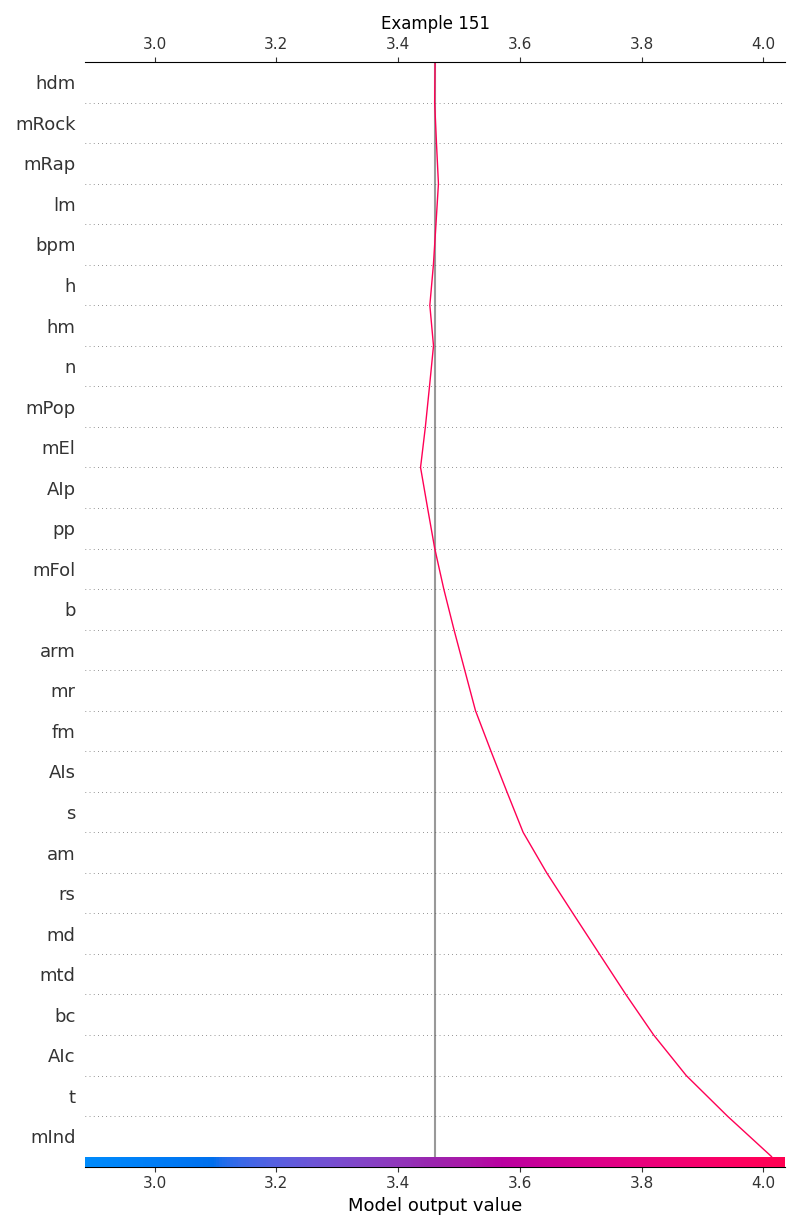 Example 151
3.0 3.2 3.4 3.6 3.8 4.0
hdm
mRock
mRap
lm
bpm
h
hm
n
mPop
mEl
AIp
pp
mFol
b
arm
mr
fm
AIs
s
am
rs
md
mtd
bc
AIc
t
mInd
3.0 3.2 3.4 3.6 3.8 4.0
Model output value